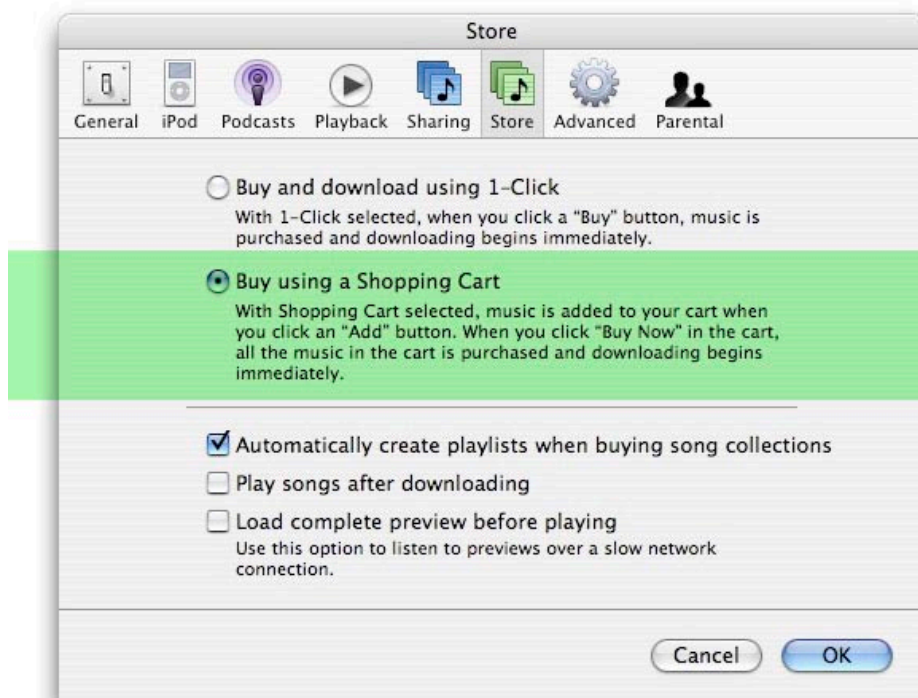 Store
General iPod Podcasts Playback Sharing Store Advanced Parental
Buy and download using 1-Click
With 1-Click selected, when you click a “Buy” button, music is
purchased and downloading begins immediately.
Buy using a Shopping Cart
With Shopping Cart selected, music is added to your cart when
you click an “Add” button. When you click “Buy Now” in the cart,
all the music in the cart is purchased and downloading begins
immediately.
Automatically create playlists when buying song collections
Play songs after downloading
Load complete preview before playing
Use this option to listen to previews over a slow network
connection.
Cancel OK